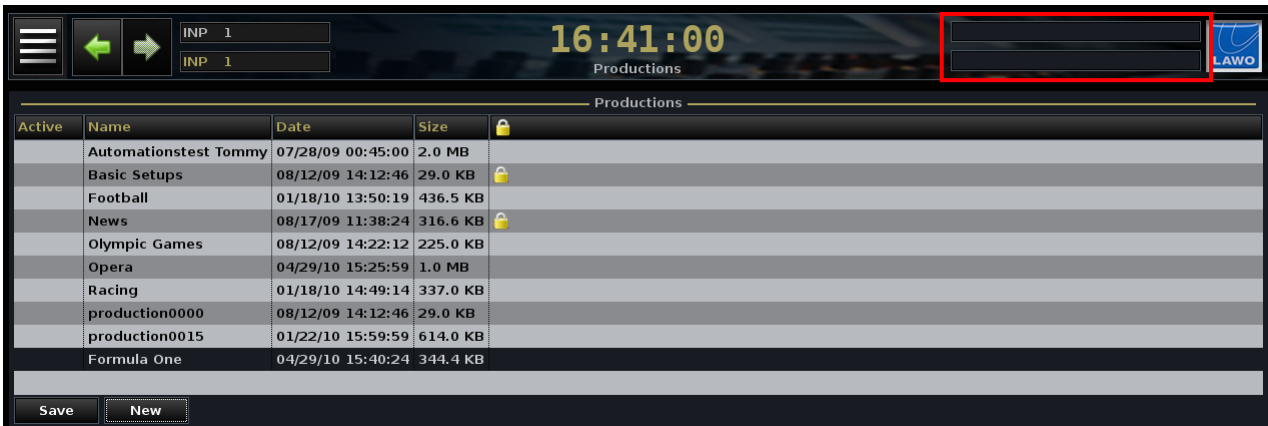 INP 1
INP 1
16:41:00
Productions
LAWO
Productions
Active Name Date Size
Automationstest Tommy 07/28/09 00:45:00 2.0 MB
Basic Setups 08/12/09 14:12:46 29.0 KB
Football 01/18/10 13:50:19 436.5 KB
News 08/17/09 11:38:24 316.6 KB
Olympic Games 08/12/09 14:22:12 225.0 KB
Opera 04/29/10 15:25:59 1.0 MB
Racing 01/18/10 14:49:14 337.0 KB
production0000 08/12/09 14:12:46 29.0 KB
production0015 01/22/10 15:59:59 614.0 KB
Formula One 04/29/10 15:40:24 344.4 KB
Save New